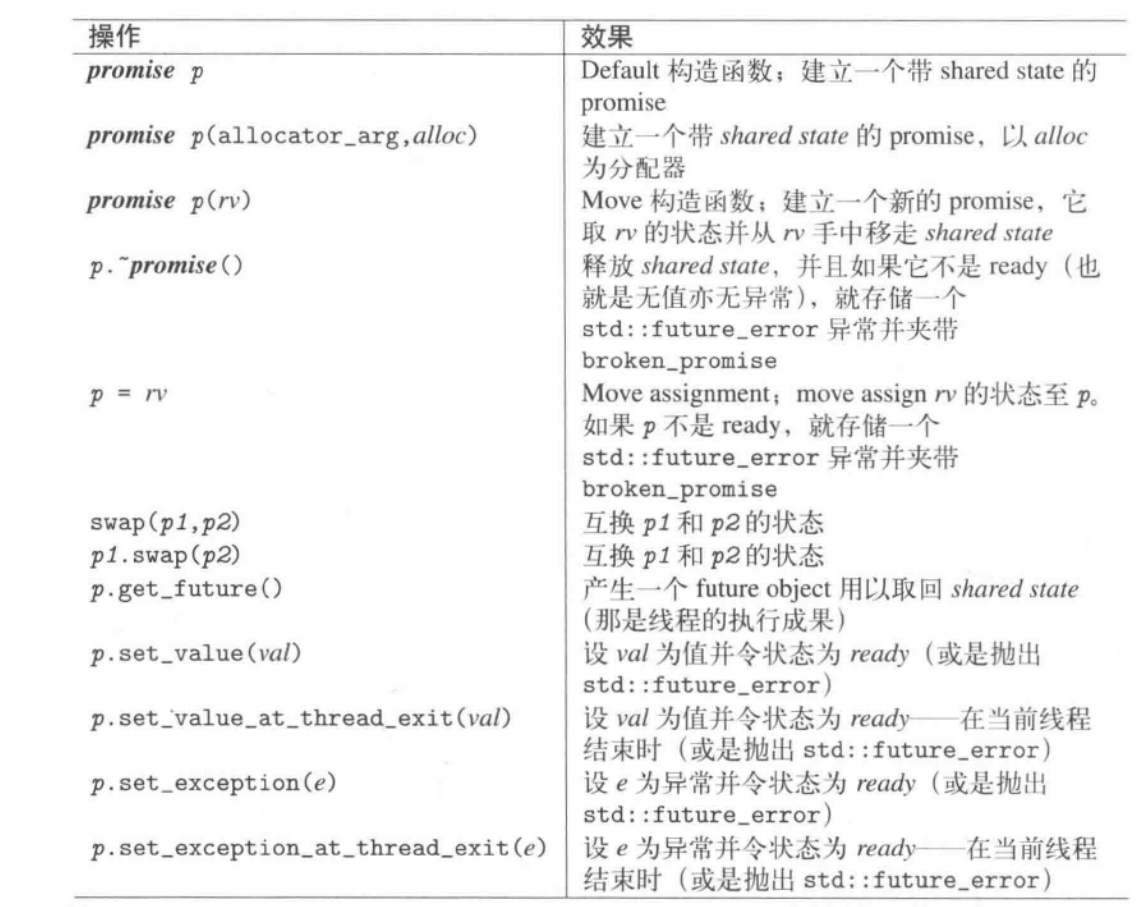 操作 效果
promise p Default 构造函数；建立一个带 shared state 的
promise
promise p(allocator_arg,alloc) 建立一个带 shared state 的 promise，以 alloc
为分配器
promise p(rv) Move 构造函数；建立一个新的 promise，它
取 rv 的状态并从 rv 手中移走 shared state
p.~promise() 释放 shared state，并且如果它不是 ready（也
就是无值亦无异常），就存储一个
std::future_error 异常并夹带
broken_promise
p = rv Move assignment；move assign rv 的状态至 p。
如果 p 不是 ready，就存储一个
std::future_error 异常并夹带
broken_promise
swap(p1,p2) 互换 p1 和 p2 的状态
p1.swap(p2) 互换 p1 和 p2 的状态
p.get_future() 产生一个 future object 用以取回 shared state
（那是线程的执行成果）
p.set_value(val) 设 val 为值并令状态为 ready（或是抛出
std::future_error）
p.set_value_at_thread_exit(val) 设 val 为值并令状态为 ready——在当前线程
结束时（或是抛出 std::future_error）
p.set_exception(e) 设 e 为异常并令状态为 ready（或是抛出
std::future_error）
p.set_exception_at_thread_exit(e) 设 e 为异常并令状态为 ready——在当前线程
结束时（或是抛出 std::future_error）